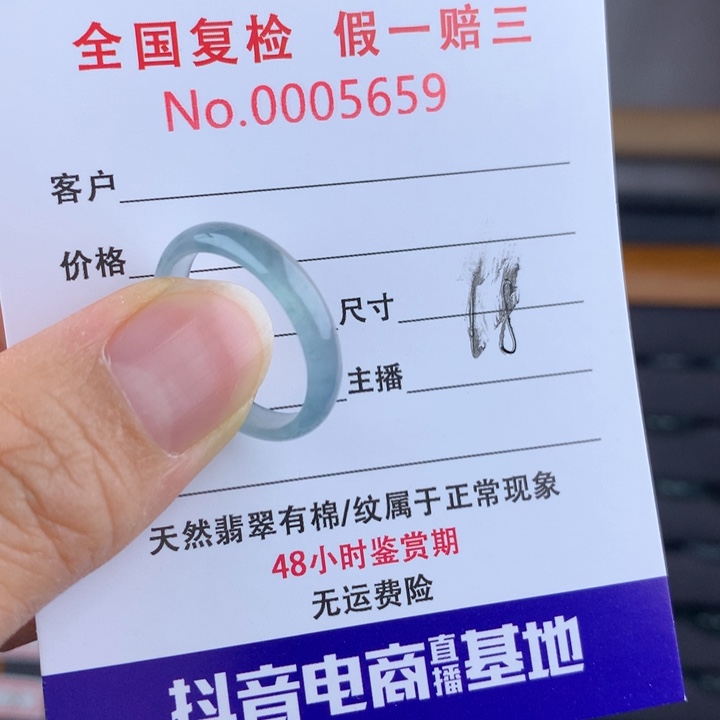 全国复检 假一赔三
No.0005659
客户
价格
尺寸 18
主播
天然翡翠有棉/纹属于正常现象
48小时鉴赏期
无运费险
抖音电商直播基地